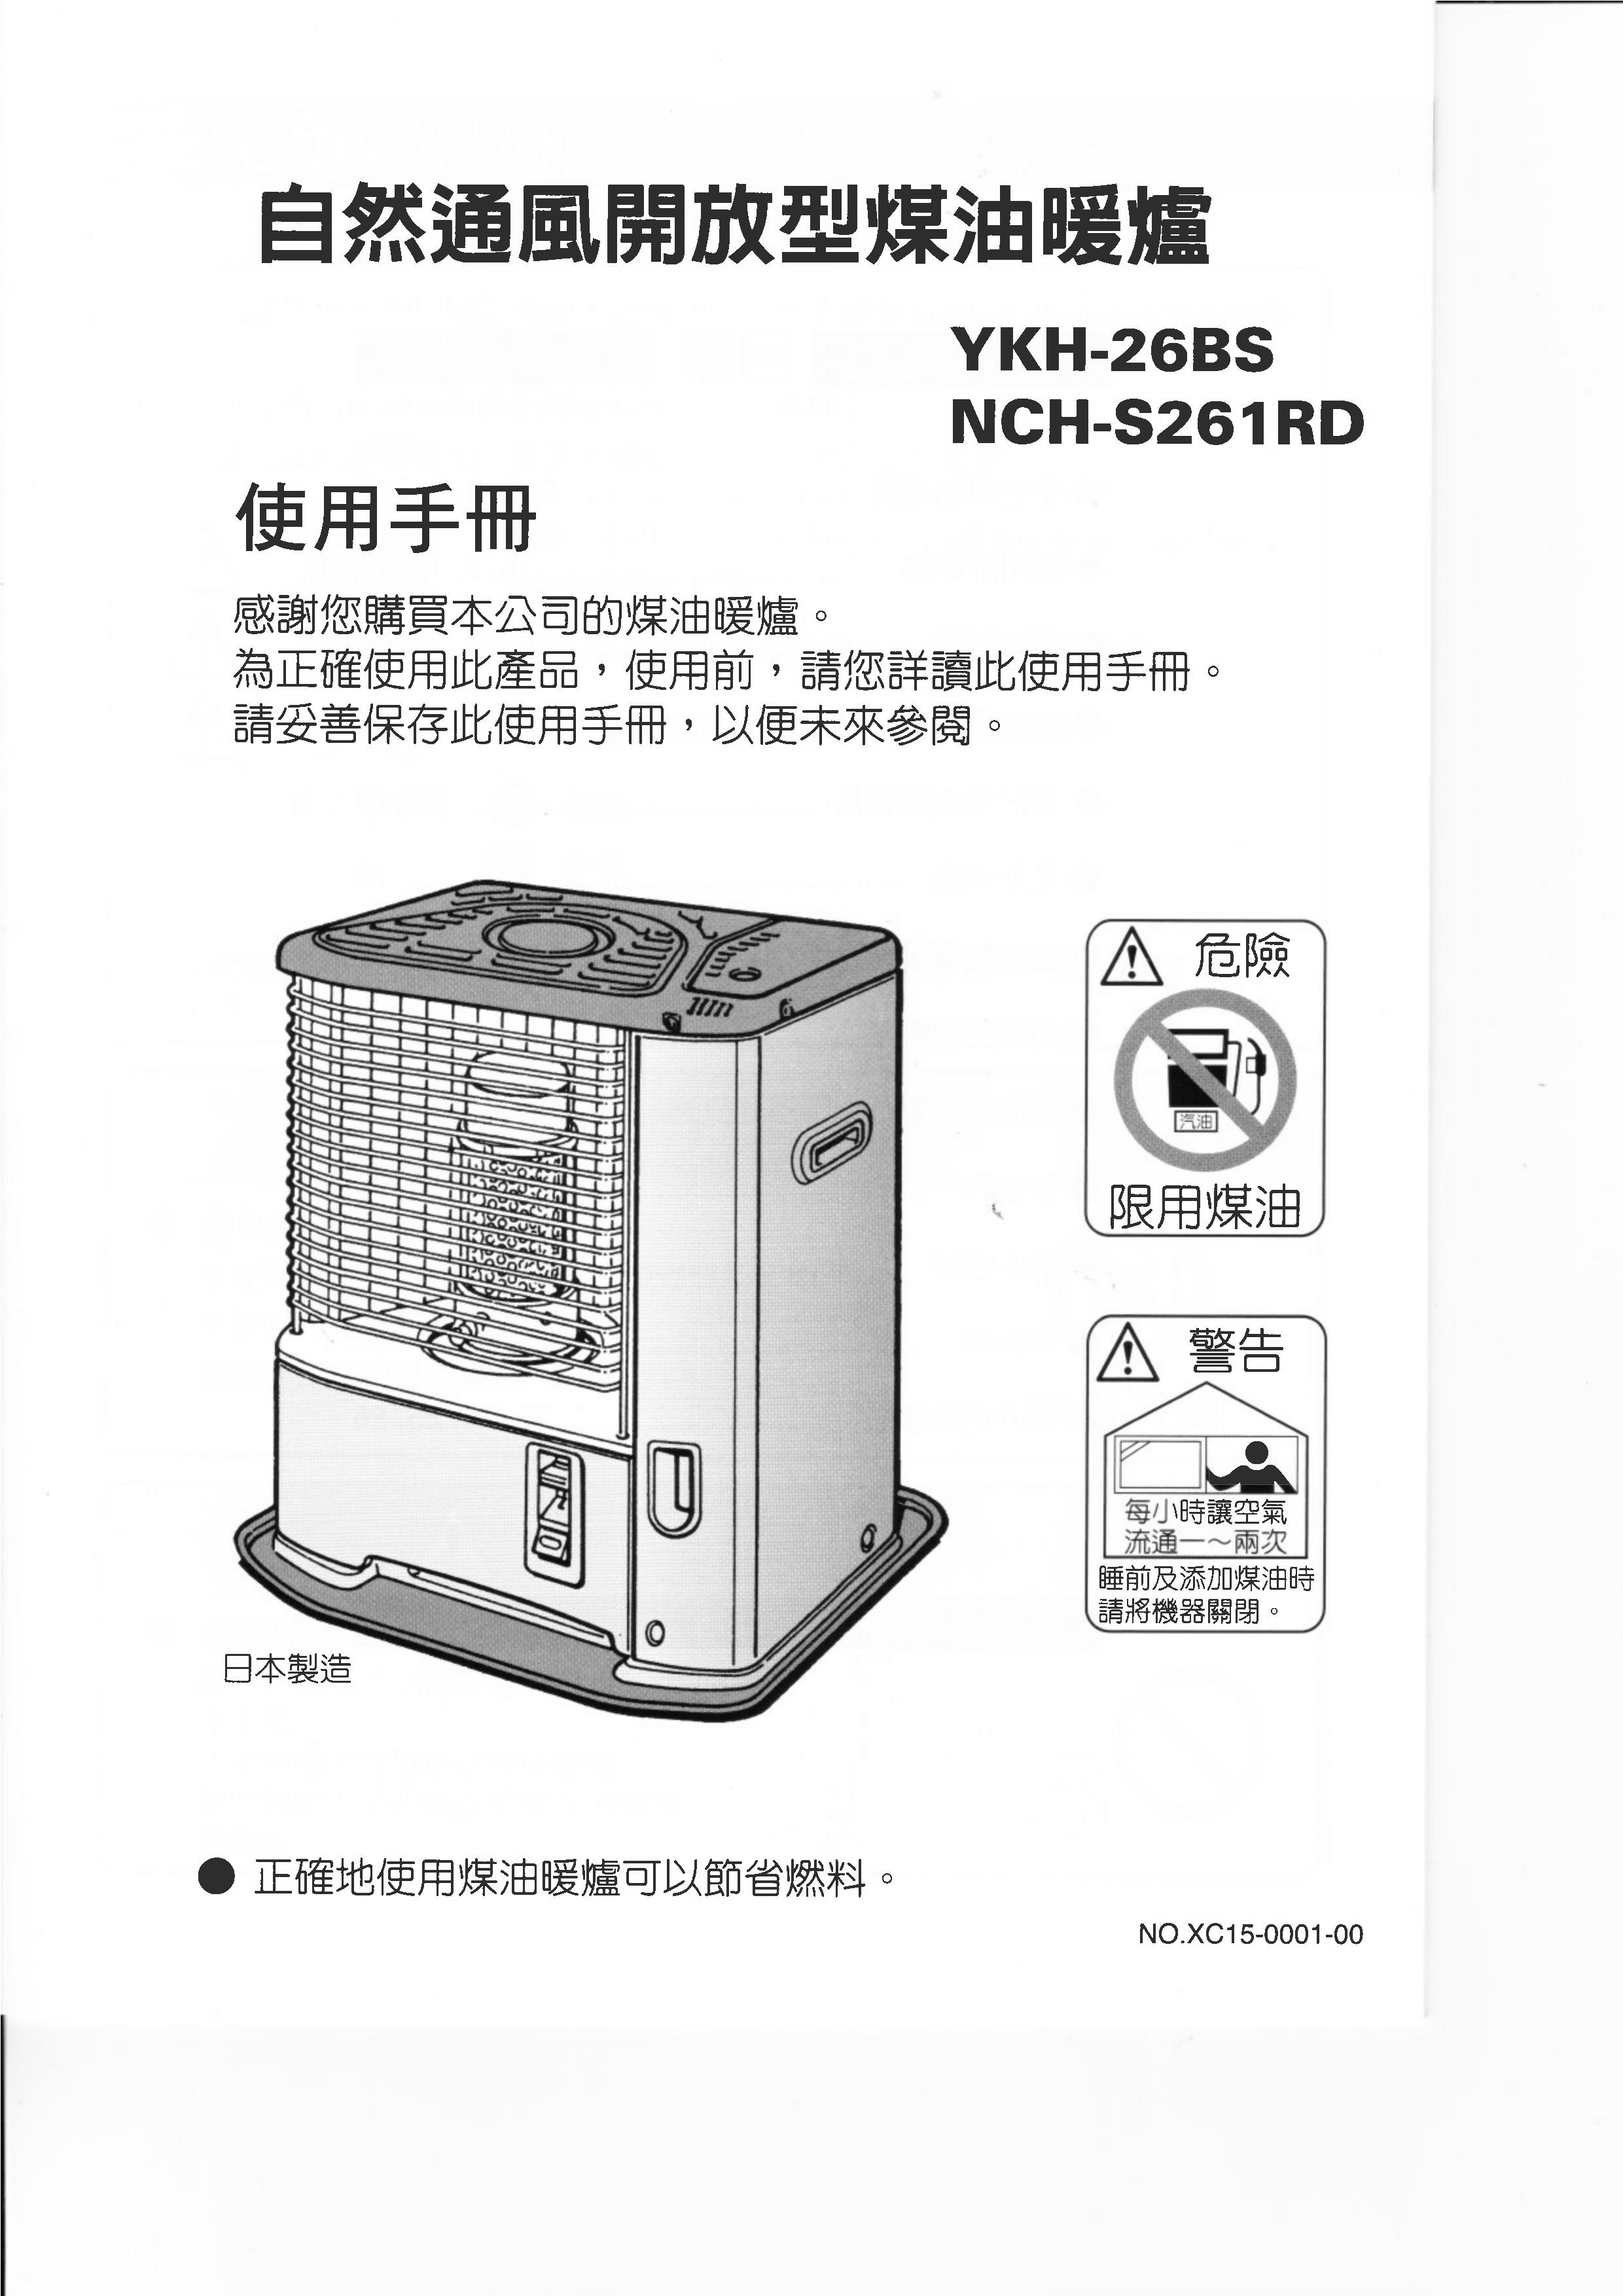 自然通風開放型煤油暖爐
YKH-26BS
NCH-S261RD
使用手冊
感謝您購買本公司的煤油暖爐。
為正確使用此產品，使用前，請您詳讀此使用手冊。
請妥善保存此使用手冊，以便未來參閱。
危險
汽油
限用煤油
警告
每小時讓空氣
流通一～兩次
睡前及添加煤油時
請將機器關閉。
日本製造
● 正確地使用煤油暖爐可以節省燃料。
NO.XC15-0001-00